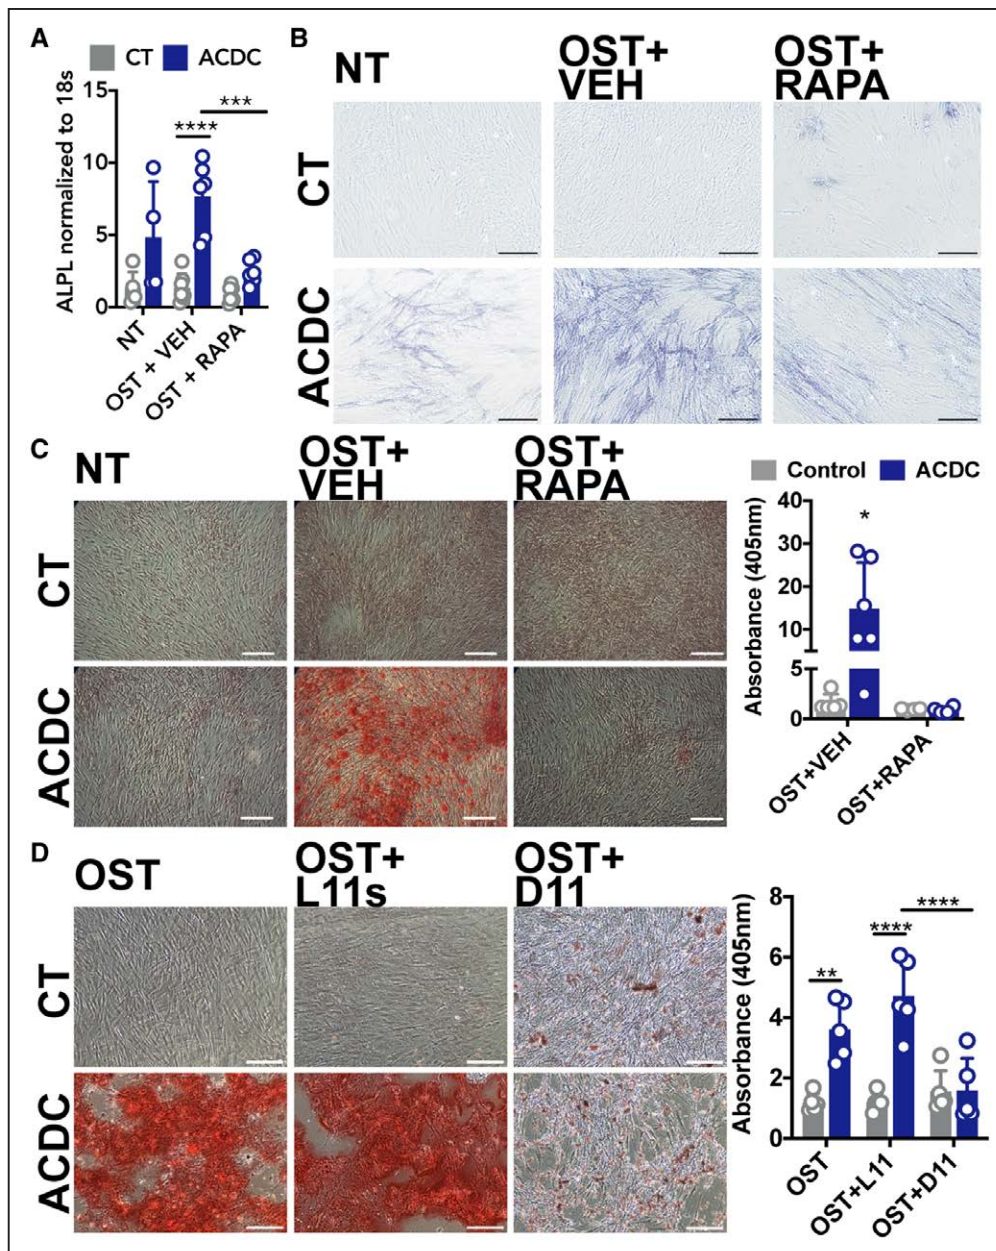 A
CT ACDC
ALPL normalized to 18s
***
****
15
10
5
0
NT
OST + VEH
OST + RAPA
B
NT
OST+
VEH
OST+
RAPA
CT
ACDC
C
NT
OST+
VEH
OST+
RAPA
CT
ACDC
Control ACDC
Absorbance (405nm)
40
30
20
10
5
0
*
OST+VEH
OST+RAPA
D
OST
OST+
L11s
OST+
D11
CT
ACDC
Absorbance (405nm)
8
6
4
2
0
****
****
**
OST
OST+L11
OST+D11